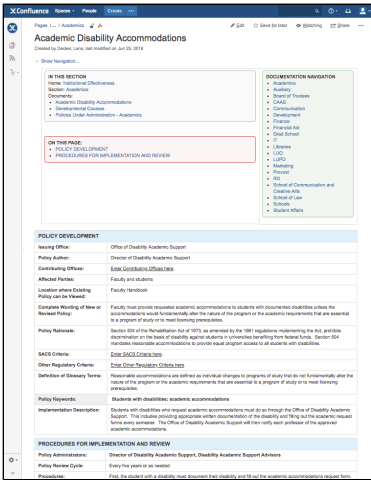 Confluence Spaces People Create
Pages / ... / Academics
Edit Save for later Watching Share
Academic Disability Accommodations
Created by Decker, Lana, last modified on Jun 25, 2018
Show Navigation...
IN THIS SECTION
Home: Institutional Effectiveness
Section: Academics
Documents:
Academic Disability Accommodations
Developmental Courses
Policies Under Administration - Academics
ON THIS PAGE:
POLICY DEVELOPMENT
PROCEDURES FOR IMPLEMENTATION AND REVIEW
DOCUMENTATION NAVIGATION
Academics
Auxiliary
Board of Trustees
CAAS
Communication
Development
Finance
Financial Aid
Grad School
IT
Libraries
LUO
LUPD
Marketing
Provost
RO
School of Communication and
Creative Arts
School of Law
Schools
Student Affairs
POLICY DEVELOPMENT
Issuing Office: Office of Disability Academic Support
Policy Author: Director of Disability Academic Support
Contributing Offices: Enter Contributing Offices here.
Affected Parties: Faculty and students
Location where Existing Faculty Handbook
Policy can be Viewed:
Complete Wording of New or Faculty must provide requested academic accommodations to students with documented disabilities unless the
Revised Policy: accommodations would fundamentally alter the nature of the program or the academic requirements that are essential
to a program of study or to meet licensing prerequisites.
Policy Rationale: Section 504 of the Rehabilitation Act of 1973, as amended by the 1981 regulations implementing the Act, prohibits
discrimination on the basis of disability against students in universities benefiting from federal funds. Section 504
mandates reasonable accommodations to provide equal program access to all students with disabilities.
SACS Criteria: Enter SACS Criteria here.
Other Regulatory Criteria: Enter Other Regulatory Criteria here.
Definition of Glossary Terms: Reasonable accommodations are defined as individual changes to programs of study that do not fundamentally alter the
nature of the program or the academic requirements that are essential to a program of study or to meet licensing
prerequisites.
Policy Keywords: Students with disabilities; academic accommodations
Implementation Description: Students with disabilities who request academic accommodations must do so through the Office of Disability Academic
Support. This includes providing appropriate written documentation of the disability and filling out the academic request
forms every semester. The Office of Disability Academic Support will then notify each professor of the approved
academic accommodations.
PROCEDURES FOR IMPLEMENTATION AND REVIEW
Policy Administrators: Director of Disability Academic Support, Disability Academic Support Advisors
Policy Review Cycle: Every five years or as needed
Procedures: First, the student with a disability must document their disability and fill out the academic accommodations request form.